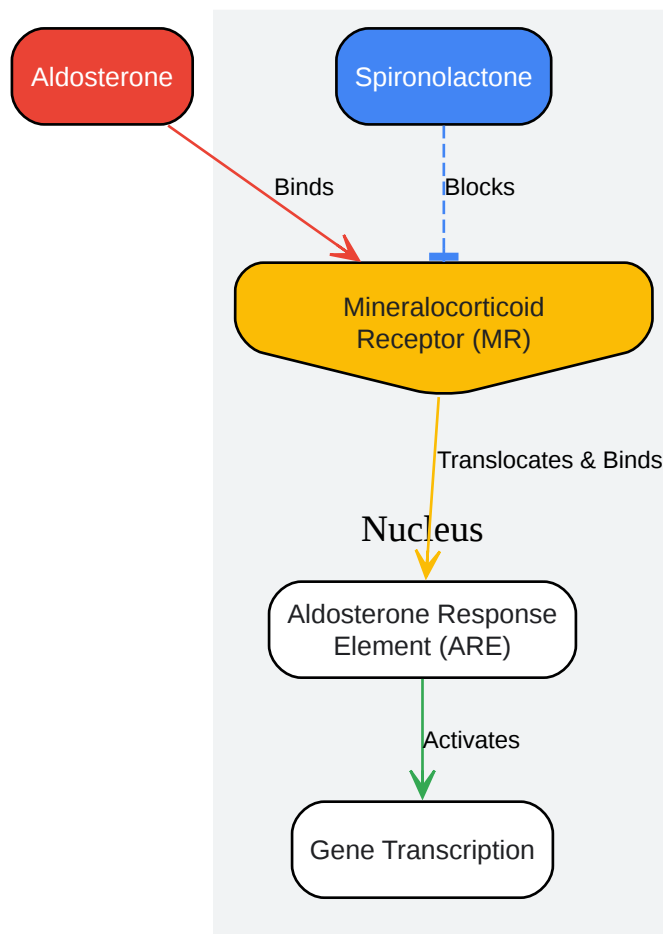 Aldosterone
Spironolactone
Binds
Blocks
Mineralocorticoid
Receptor (MR)
Translocates & Binds
Nucleus
Aldosterone Response
Element (ARE)
Activates
Gene Transcription